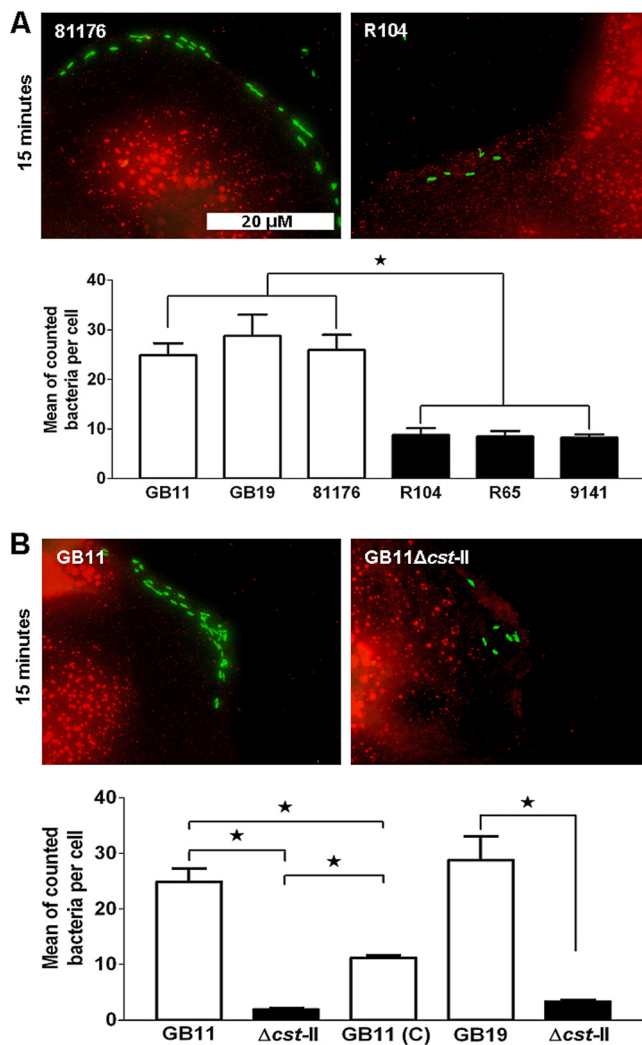 A
81176
R104
15 minutes
20 µM
★
Mean of counted
bacteria per cell
40
30
20
10
0
GB11 GB19 81176 R104 R65 9141
B
GB11
GB11Δcst-II
15 minutes
★
★
★
★
Mean of counted
bacteria per cell
40
30
20
10
0
GB11 Δcst-II GB11 (C) GB19 Δcst-II